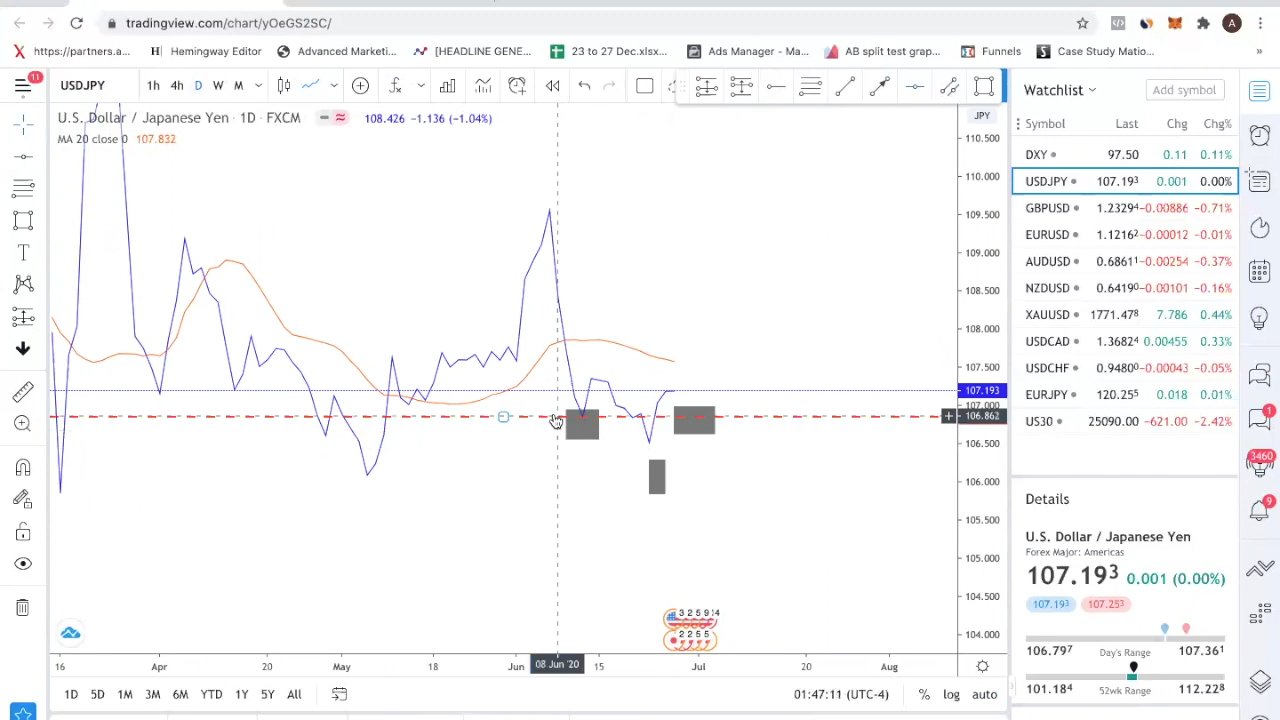 tradingview.com/chart/yOeGS2SC/
A
https://partners.a... H Hemingway Editor Advanced Marketi... [HEADLINE GENE... 23 to 27 Dec.xlsx... Ads Manager - Ma... AB split test grap... Funnels Case Study Matio... »
11 USDJPY 1h 4h D W M
Watchlist Add symbol
U.S. Dollar / Japanese Yen · 1D · FXCM 108.426 -1.136 (-1.04%) JPY
MA 20 close 0 107.832
Symbol Last Chg Chg%
DXY 97.50 0.11 0.11%
USDJPY 107.193 0.001 0.00%
GBPUSD 1.23294 -0.00886 -0.71%
EURUSD 1.12162 -0.00012 -0.01%
AUDUSD 0.68611 -0.00254 -0.37%
NZDUSD 0.64190 -0.00101 -0.16%
XAUUSD 1771.478 7.786 0.44%
USDCAD 1.36824 0.00455 0.33%
USDCHF 0.9480 -0.00043 -0.05%
EURJPY 120.255 0.018 0.01%
US30 25090.00 -621.00 -2.42%
110.500
110.000
109.500
109.000
108.500
108.000
107.500
107.193
107.000
106.862
106.500
106.000
105.500
105.000
104.500
104.000
1
3460
9
Details
U.S. Dollar / Japanese Yen
Forex Major: Americas
107.193 0.001 (0.00%)
107.193 107.253
106.797 Day's Range 107.361
101.184 52wk Range 112.228
3 2 5 9 14
2 2 5 5
16 Apr 20 May 18 Jun 08 Jun '20 15 Jul 20 Aug
1D 5D 1M 3M 6M YTD 1Y 5Y All 01:47:11 (UTC-4) % log auto